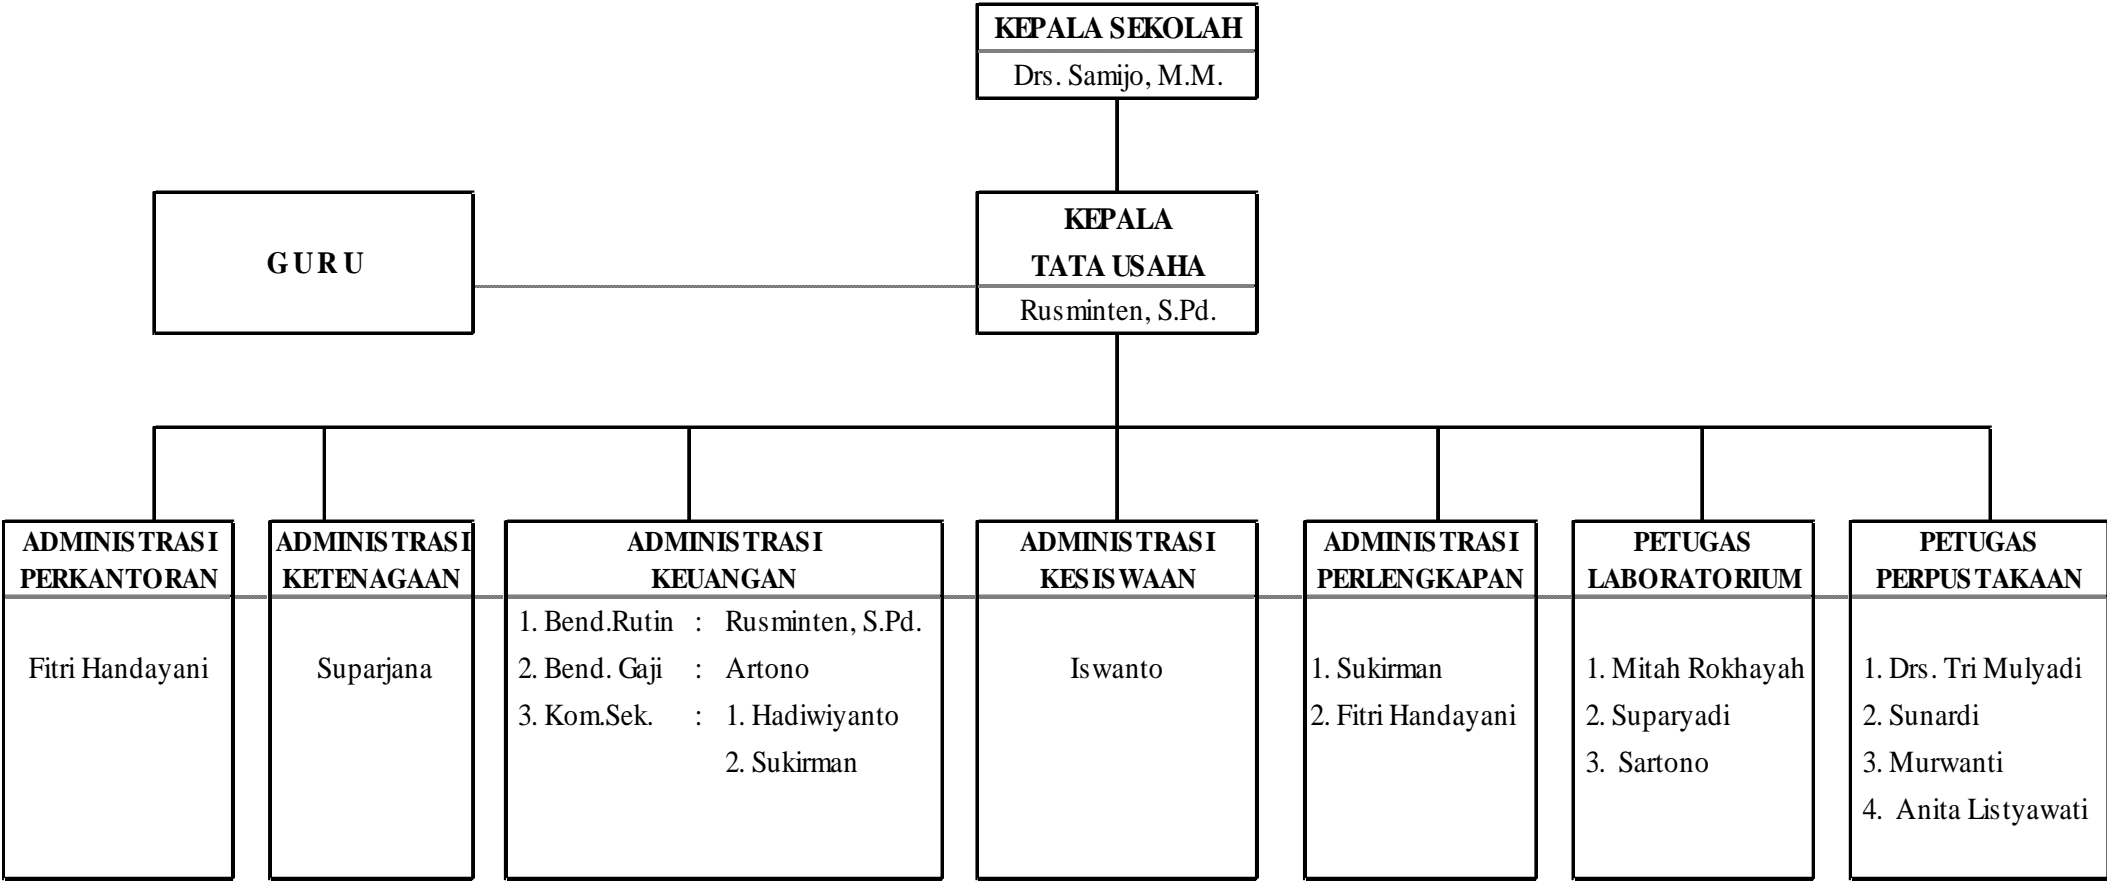 KEPALA SEKOLAH
Drs. Samijo, M.M.
GURU
KEPALA
TATA USAHA
Rusminten, S.Pd.
ADMINISTRASI
PERKANTORAN
Fitri Handayani
ADMINISTRASI
KETENAGAAN
Suparjana
ADMINISTRASI
KEUANGAN
1. Bend.Rutin : Rusminten, S.Pd.
2. Bend. Gaji : Artono
3. Kom.Sek. : 1. Hadiwiyanto
2. Sukirman
ADMINISTRASI
KESISWAAN
Iswanto
ADMINISTRASI
PERLENGKAPAN
1. Sukirman
2. Fitri Handayani
PETUGAS
LABORATORIUM
1. Mitah Rokhayah
2. Suparyadi
3. Sartono
PETUGAS
PERPUSTAKAAN
1. Drs. Tri Mulyadi
2. Sunardi
3. Murwanti
4. Anita Listyawati